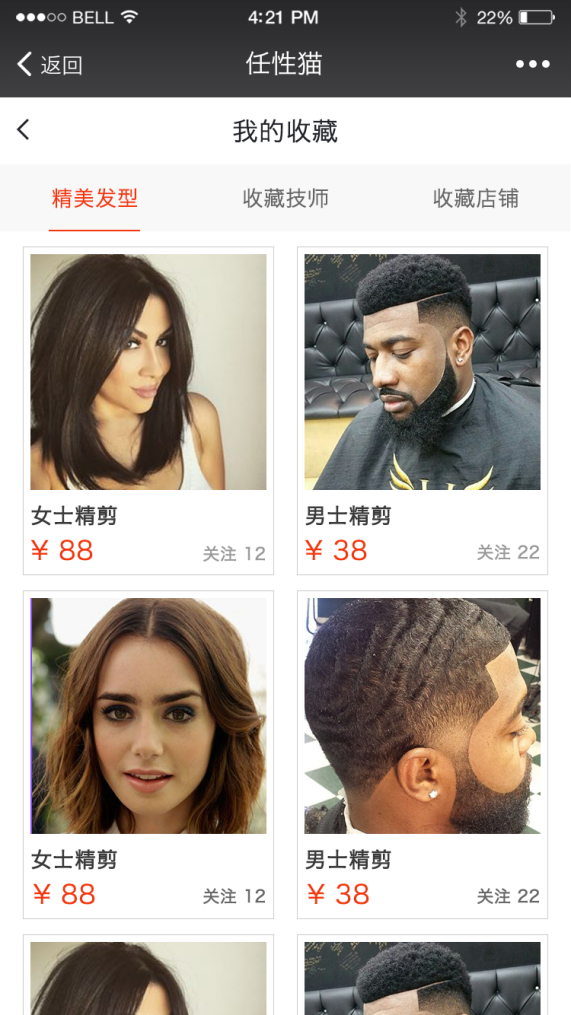 BELL 4:21 PM 22%
返回 任性猫
我的收藏
精美发型 收藏技师 收藏店铺
女士精剪 男士精剪
¥ 88 关注 12 ¥ 38 关注 22
女士精剪 男士精剪
¥ 88 关注 12 ¥ 38 关注 22